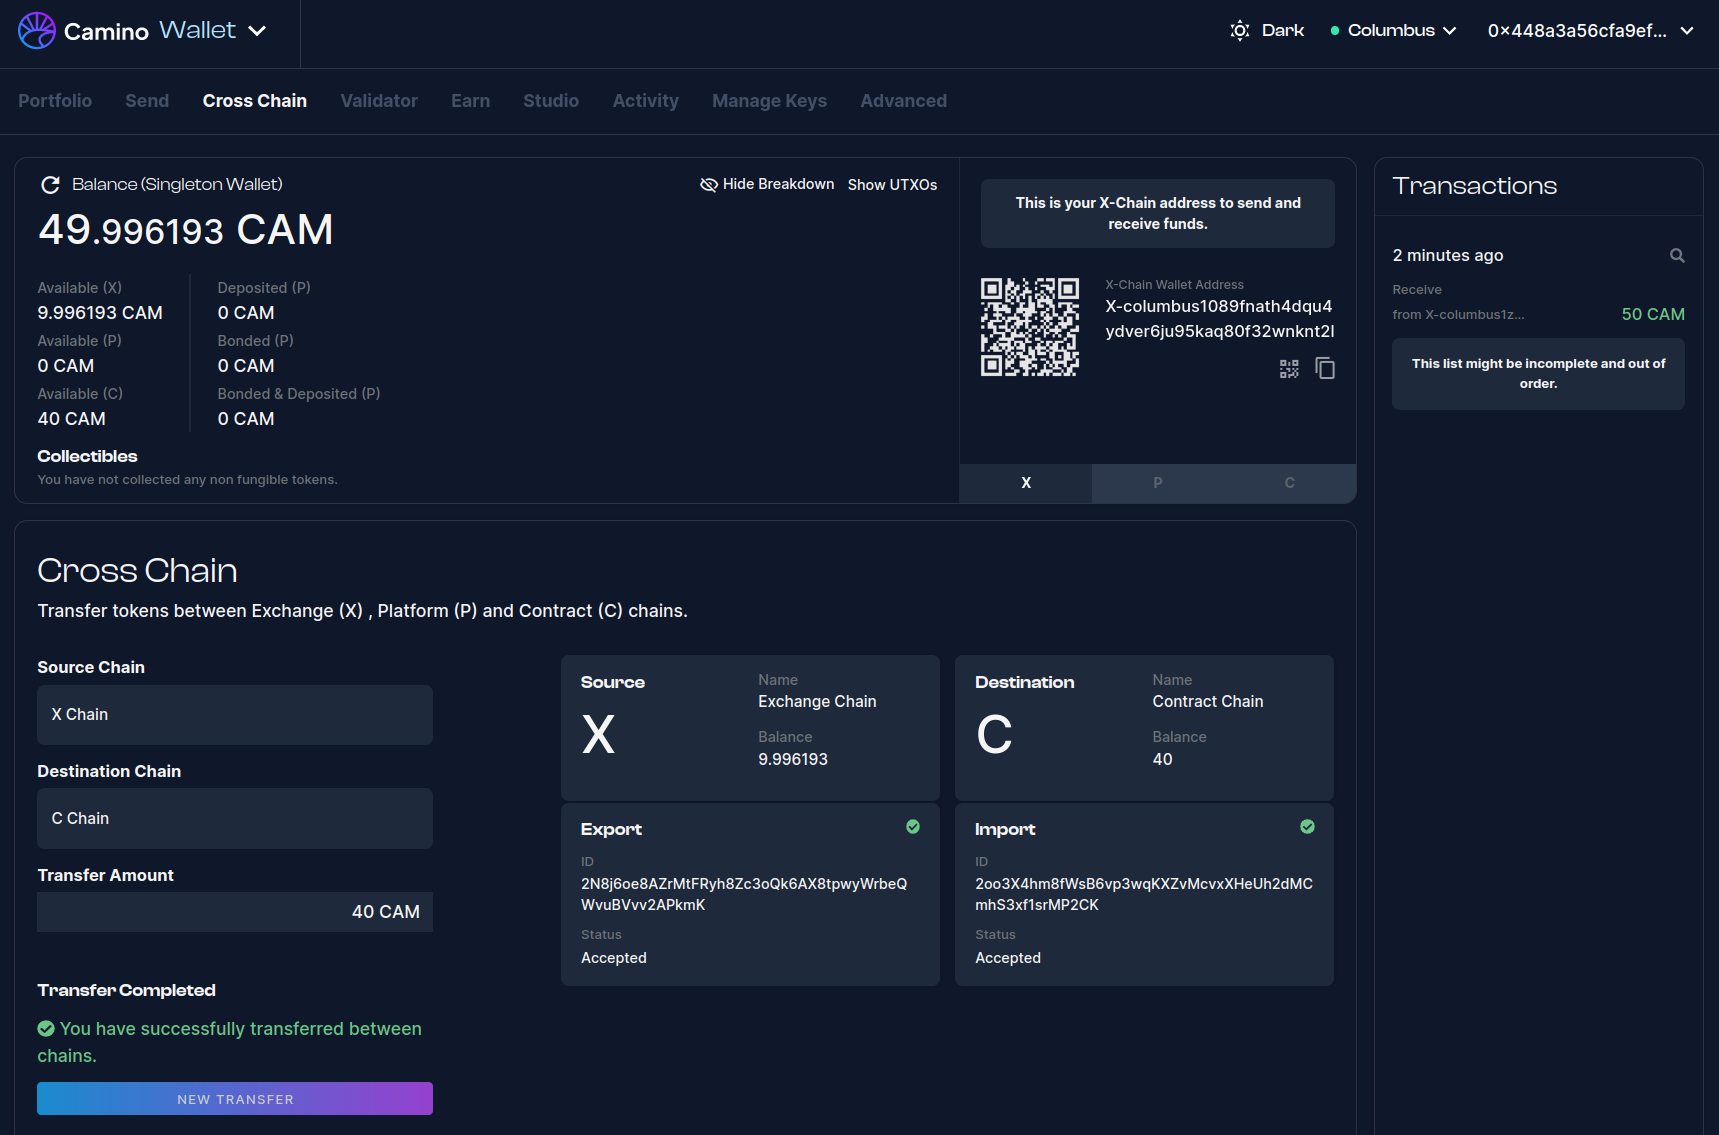 Camino Wallet
Dark
Columbus
0x448a3a56cfa9ef...
Portfolio
Send
Cross Chain
Validator
Earn
Studio
Activity
Manage Keys
Advanced
Balance (Singleton Wallet)
Hide Breakdown
Show UTXOs
49.996193 CAM
Available (X)
9.996193 CAM
Available (P)
0 CAM
Available (C)
40 CAM
Deposited (P)
0 CAM
Bonded (P)
0 CAM
Bonded & Deposited (P)
0 CAM
Collectibles
You have not collected any non fungible tokens.
This is your X-Chain address to send and
receive funds.
X-Chain Wallet Address
X-columbus1089fnath4dqu4
ydver6ju95kaq80f32wnknt2l
X
P
C
Transactions
2 minutes ago
Receive
from X-columbus1z...
50 CAM
This list might be incomplete and out of
order.
Cross Chain
Transfer tokens between Exchange (X) , Platform (P) and Contract (C) chains.
Source Chain
X Chain
Destination Chain
C Chain
Transfer Amount
40 CAM
Transfer Completed
You have successfully transferred between
chains.
NEW TRANSFER
Source
X
Name
Exchange Chain
Balance
9.996193
Destination
C
Name
Contract Chain
Balance
40
Export
ID
2N8j6oe8AZrMtFRyh8Zc3oQk6AX8tpwyWrbeQ
WvuBVvv2APkmK
Status
Accepted
Import
ID
2oo3X4hm8fWsB6vp3wqKXZvMcvxXHeUh2dMC
mhS3xf1srMP2CK
Status
Accepted